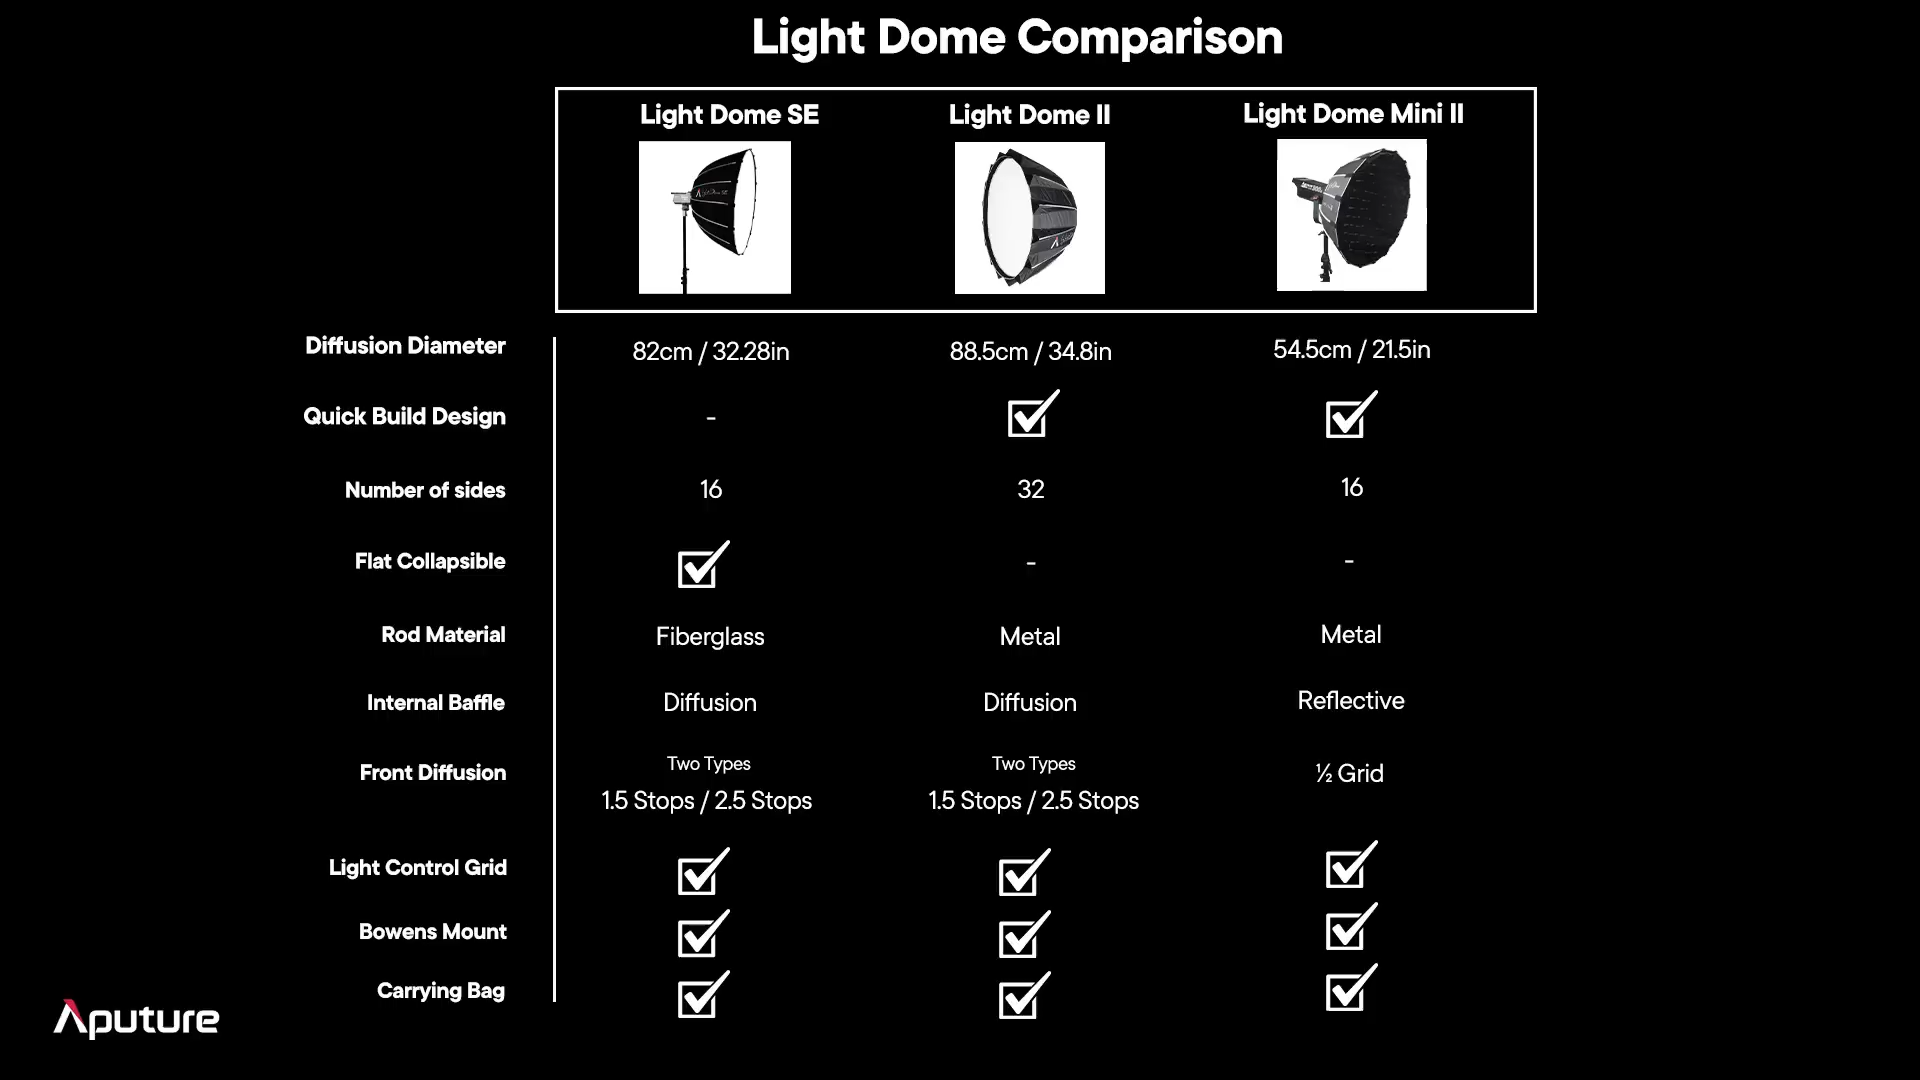 Light Dome Comparison
Light Dome SE Light Dome II Light Dome Mini II
Diffusion Diameter 82cm / 32.28in 88.5cm / 34.8in 54.5cm / 21.5in
Quick Build Design -
Number of sides 16 32 16
Flat Collapsible - -
Rod Material Fiberglass Metal Metal
Internal Baffle Diffusion Diffusion Reflective
Front Diffusion Two Types Two Types ½ Grid
1.5 Stops / 2.5 Stops 1.5 Stops / 2.5 Stops
Light Control Grid
Bowens Mount
Carrying Bag
Aputure